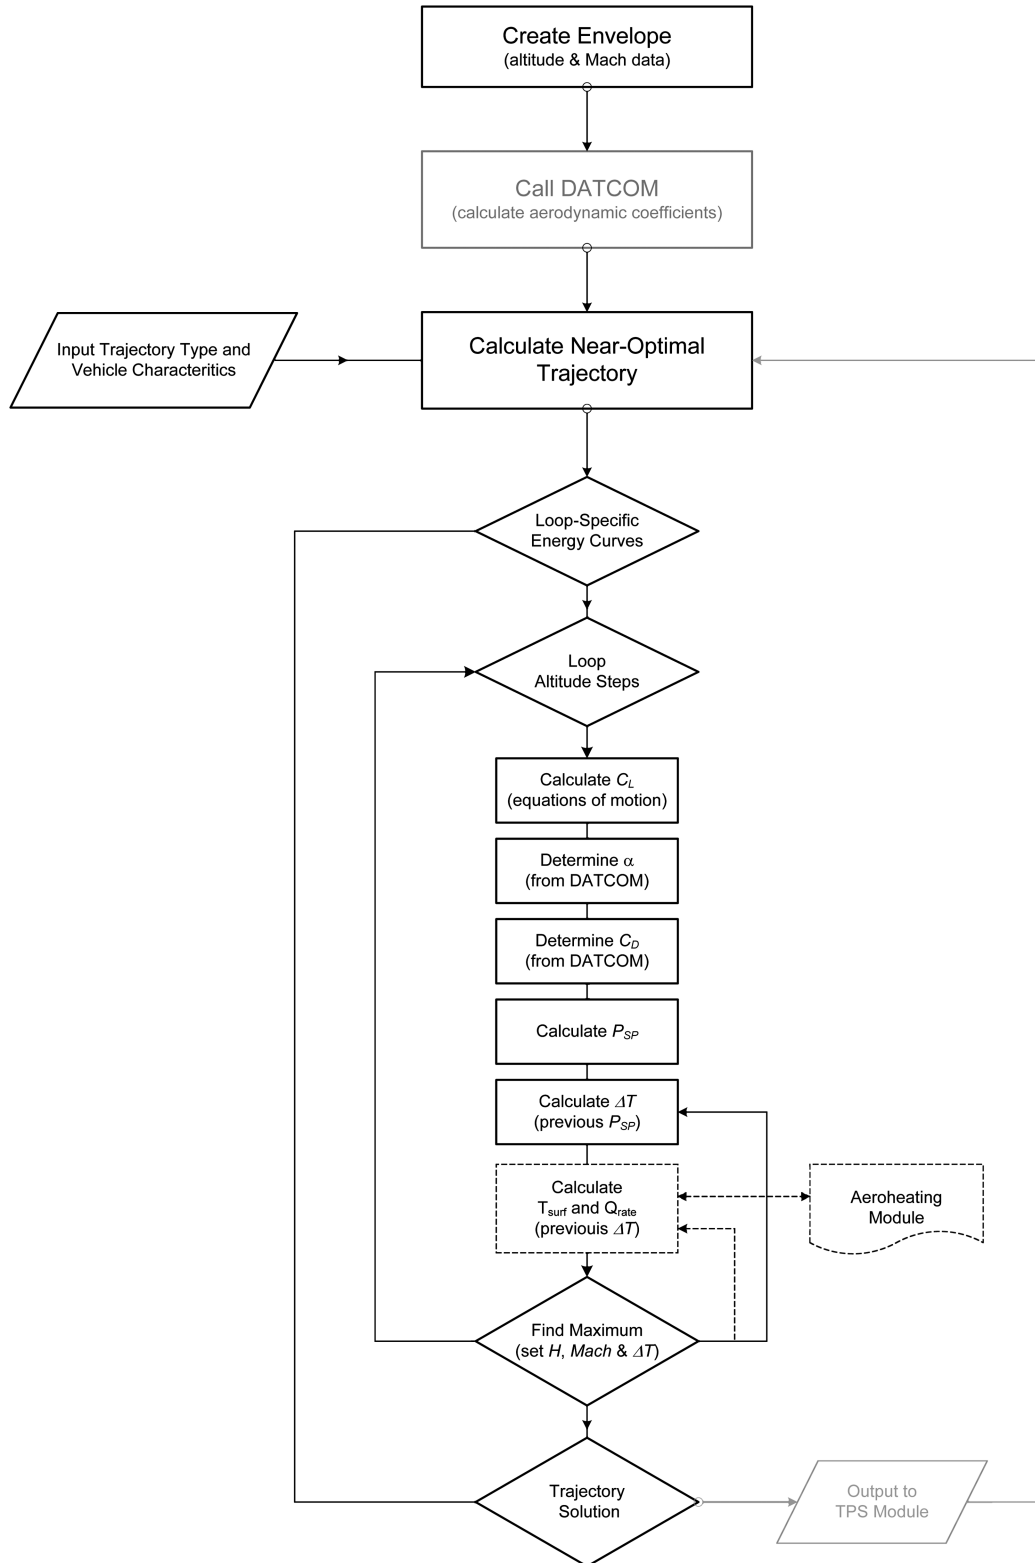 Create Envelope
(altitude & Mach data)
Call DATCOM
(calculate aerodynamic coefficients)
Input Trajectory Type and
Vehicle Characteritics
Calculate Near-Optimal
Trajectory
Loop-Specific
Energy Curves
Loop
Altitude Steps
Calculate C_L
(equations of motion)
Determine α
(from DATCOM)
Determine C_D
(from DATCOM)
Calculate P_SP
Calculate ΔT
(previous P_SP)
Calculate
T_surf and Q_rate
(previouis ΔT)
Aeroheating
Module
Find Maximum
(set H, Mach & ΔT)
Trajectory
Solution
Output to
TPS Module